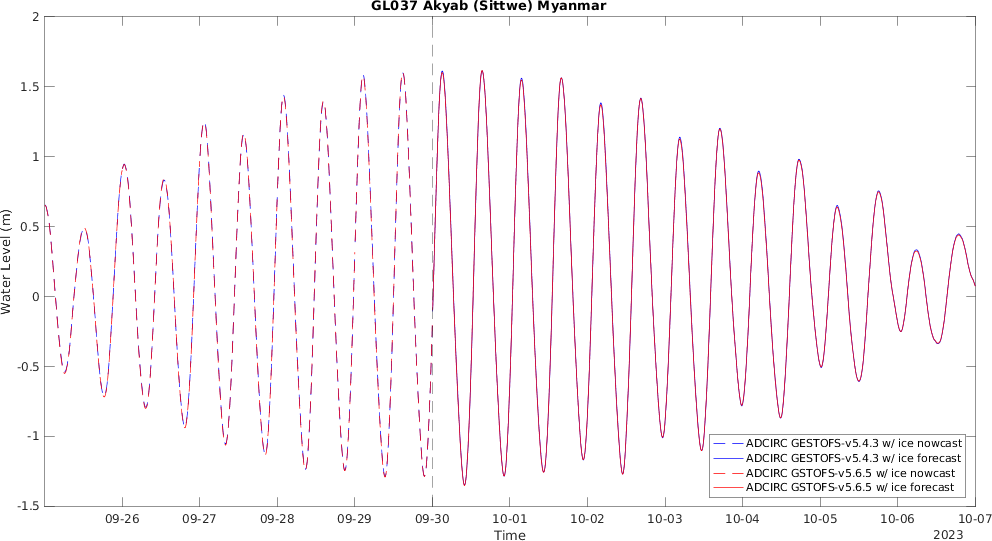 GL037 Akyab (Sittwe) Myanmar
2
1.5
1
0.5
0
-0.5
-1
-1.5
Water Level (m)
09-26 09-27 09-28 09-29 09-30 10-01 10-02 10-03 10-04 10-05 10-06 10-07
Time
2023
ADCIRC GESTOFS-v5.4.3 w/ ice nowcast
ADCIRC GESTOFS-v5.4.3 w/ ice forecast
ADCIRC GSTOFS-v5.6.5 w/ ice nowcast
ADCIRC GSTOFS-v5.6.5 w/ ice forecast